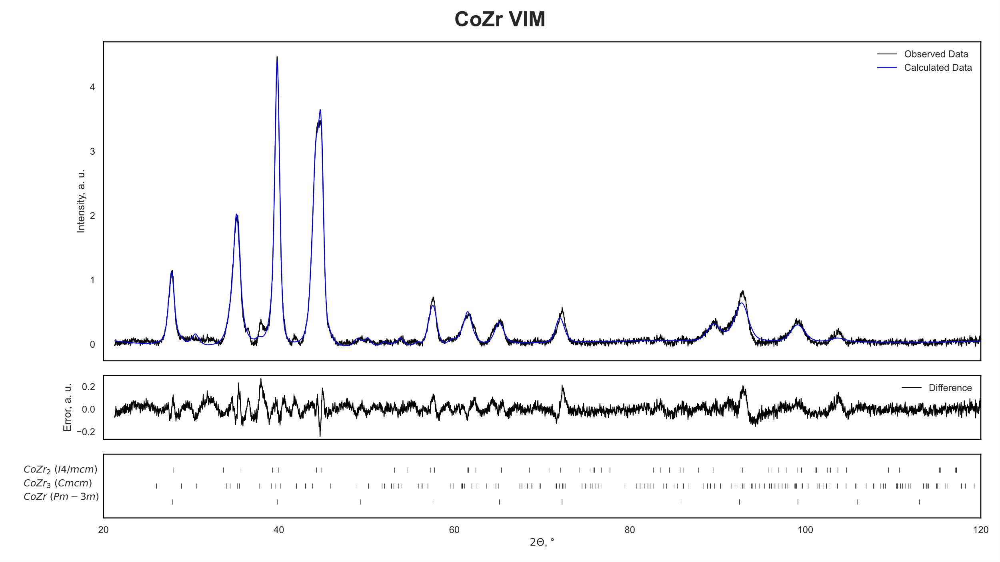 CoZr VIM
Observed Data
Calculated Data
4
3
2
1
0
Intensity, a. u.
0.2
0.0
−0.2
Error, a. u.
Difference
CoZr₂ (I4/mcm)
CoZr₃ (Cmcm)
CoZr (Pm − 3m)
20 40 60 80 100 120
2Θ, °